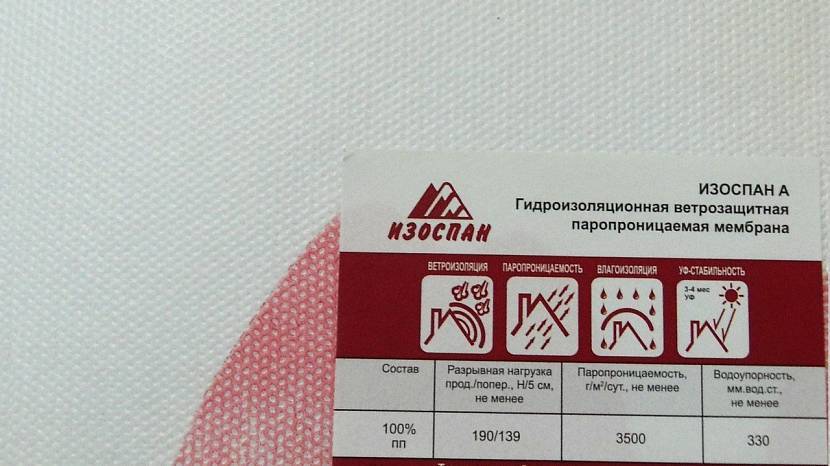 ИЗОСПАН
ИЗОСПАН А
Гидроизоляционная ветрозащитная
паропроницаемая мембрана
ВЕТРОИЗОЛЯЦИЯ ПАРОПРОНИЦАЕМОСТЬ ВЛАГОИЗОЛЯЦИЯ УФ-СТАБИЛЬНОСТЬ
3-4 мес
УФ
Состав
Разрывная нагрузка
прод./попер., Н/5 см,
не менее
Паропроницаемость,
г/м²/сут., не менее
Водоупорность,
мм.вод.ст.,
не менее
100%
пп
190/139
3500
330